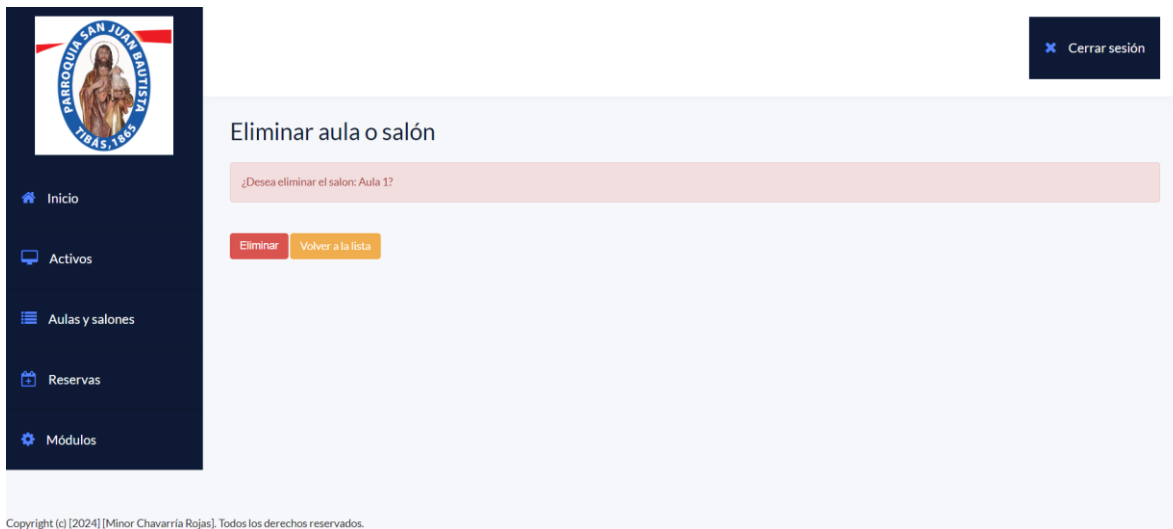 PARROQUIA SAN JUAN BAUTISTA
TIBÁS, 1865
Cerrar sesión
Eliminar aula o salón
¿Desea eliminar el salon: Aula 1?
Eliminar
Volver a la lista
Inicio
Activos
Aulas y salones
Reservas
Módulos
Copyright (c) [2024] [Minor Chavarría Rojas]. Todos los derechos reservados.